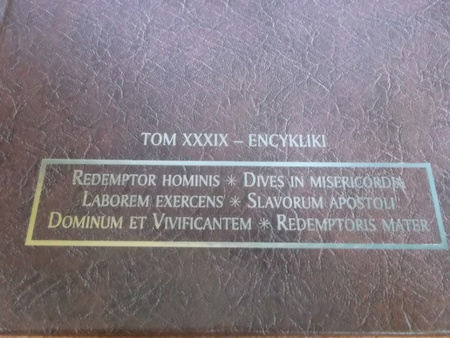 TOM XXXIX – ENCYKLIKI
REDEMPTOR HOMINIS ✳ DIVES IN MISERICORDIA
LABOREM EXERCENS ✳ SLAVORUM APOSTOLI
DOMINUM ET VIVIFICANTEM ✳ REDEMPTORIS MATER